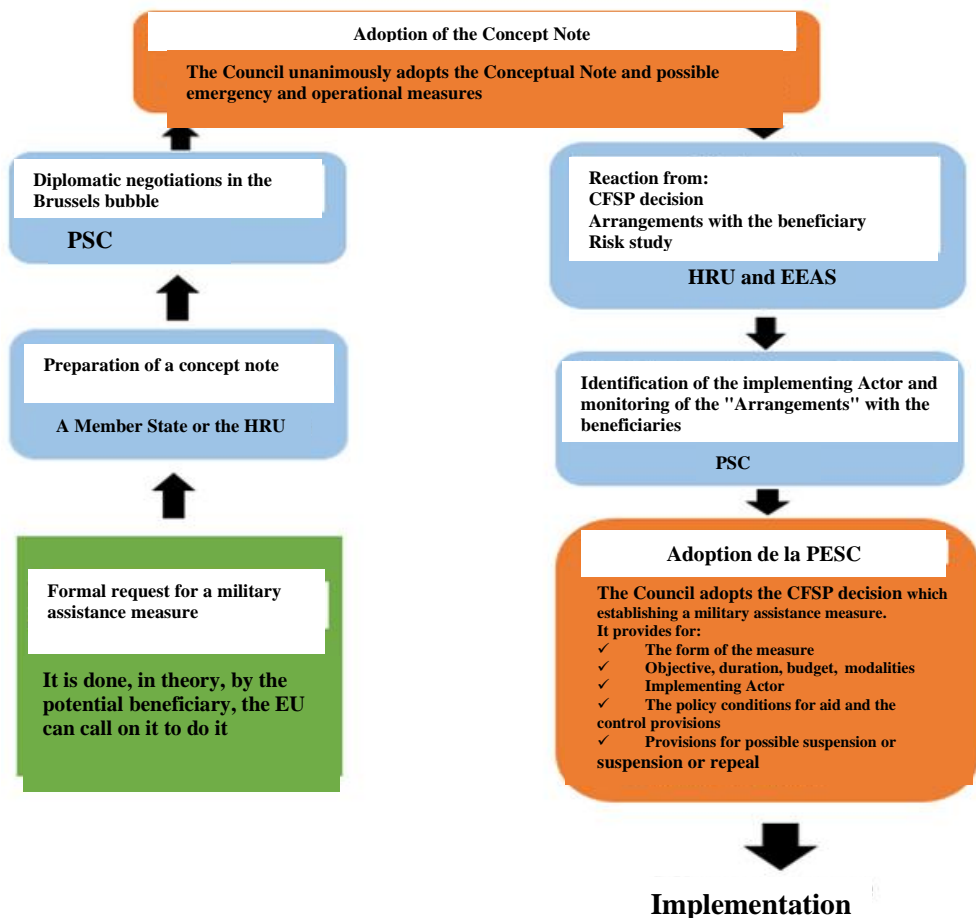 Adoption of the Concept Note
The Council unanimously adopts the Conceptual Note and possible
emergency and operational measures
Diplomatic negotiations in the
Brussels bubble
PSC
Preparation of a concept note
A Member State or the HRU
Formal request for a military
assistance measure
It is done, in theory, by the
potential beneficiary, the EU
can call on it to do it
Reaction from:
CFSP decision
Arrangements with the beneficiary
Risk study
HRU and EEAS
Identification of the implementing Actor and
monitoring of the "Arrangements" with the
beneficiaries
PSC
Adoption de la PESC
The Council adopts the CFSP decision which
establishing a military assistance measure.
It provides for:
✓ The form of the measure
✓ Objective, duration, budget, modalities
✓ Implementing Actor
✓ The policy conditions for aid and the
control provisions
✓ Provisions for possible suspension or
suspension or repeal
Implementation